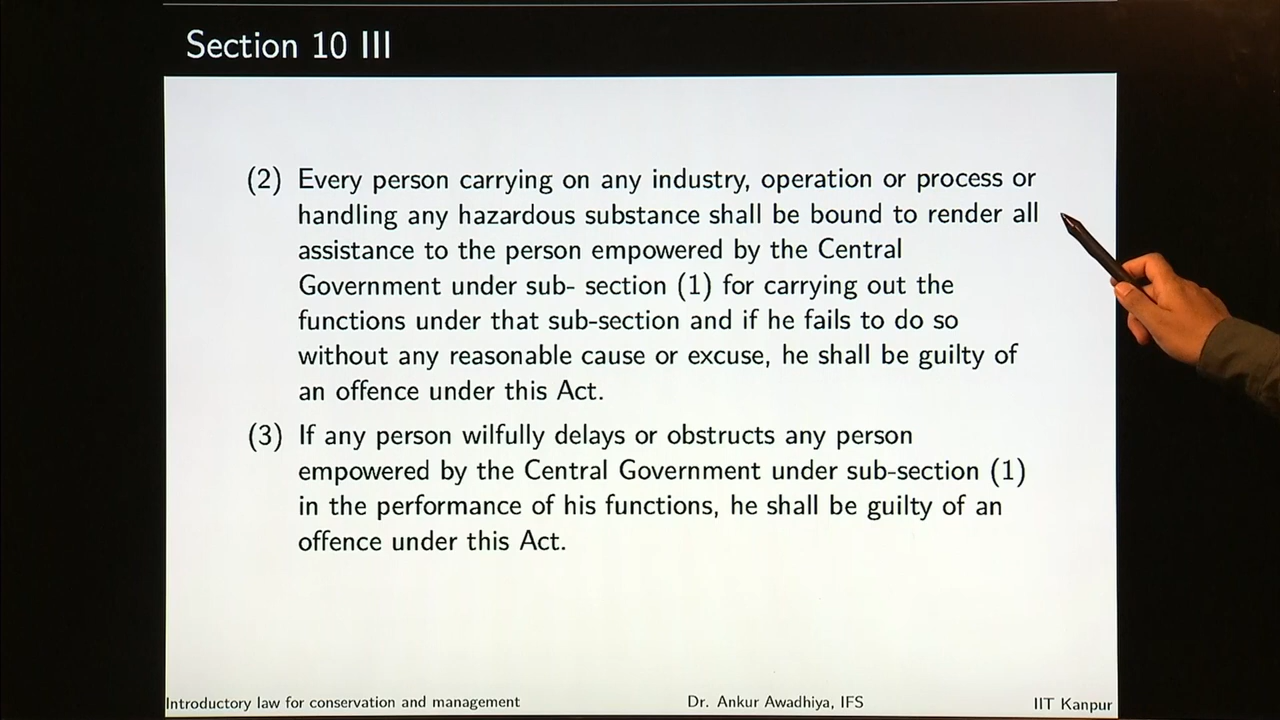 Section 10 III
(2) Every person carrying on any industry, operation or process or
handling any hazardous substance shall be bound to render all
assistance to the person empowered by the Central
Government under sub- section (1) for carrying out the
functions under that sub-section and if he fails to do so
without any reasonable cause or excuse, he shall be guilty of
an offence under this Act.
(3) If any person wilfully delays or obstructs any person
empowered by the Central Government under sub-section (1)
in the performance of his functions, he shall be guilty of an
offence under this Act.
Introductory law for conservation and management Dr. Ankur Awadhiya, IFS IIT Kanpur